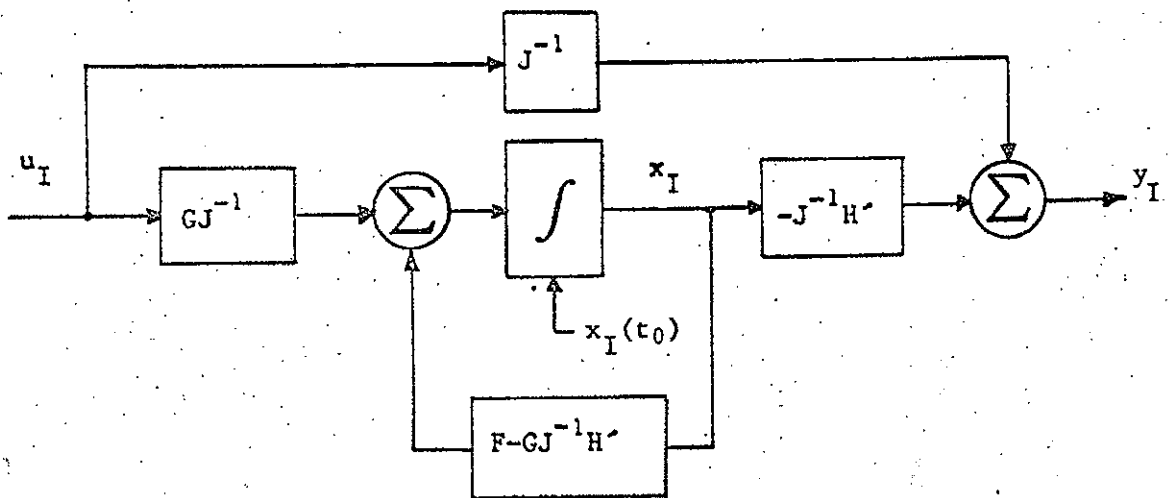 J⁻¹
u_I
GJ⁻¹
Σ
∫
x_I
-J⁻¹H′
Σ
y_I
x_I(t₀)
F-GJ⁻¹H′